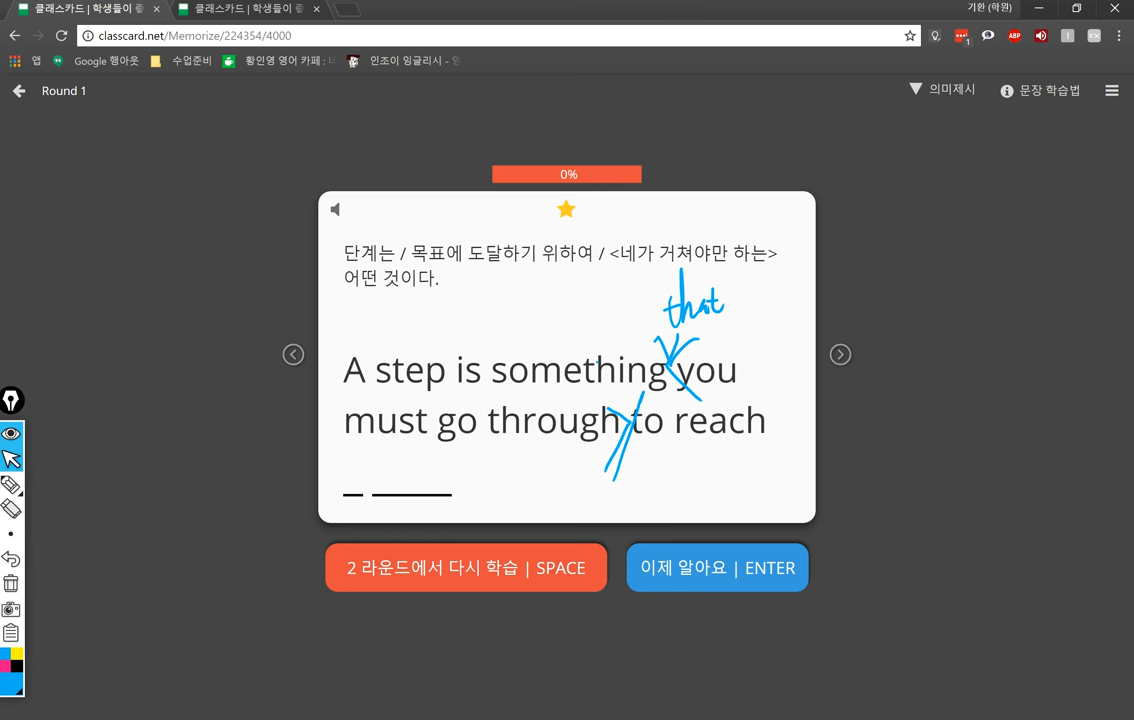 클래스카드 | 학생들이 즐
클래스카드 | 학생들이 즐
기환 (학원)
classcard.net/Memorize/224354/4000
1
ABP
앱
Google 행아웃
수업준비
황인영 영어 카페 : 네
인조이 잉글리시 - 잉
Round 1
의미제시
문장 학습법
0%
단계는 / 목표에 도달하기 위하여 / <네가 거쳐야만 하는>
어떤 것이다.
that
A step is something you
must go through to reach
2 라운드에서 다시 학습 | SPACE
이제 알아요 | ENTER